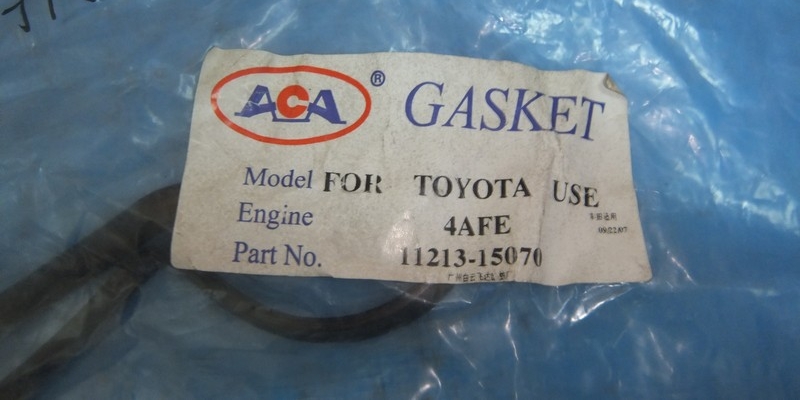 ACA® GASKET
Model FOR TOYOTA USE
Engine 4AFE
Part No. 11213-15070